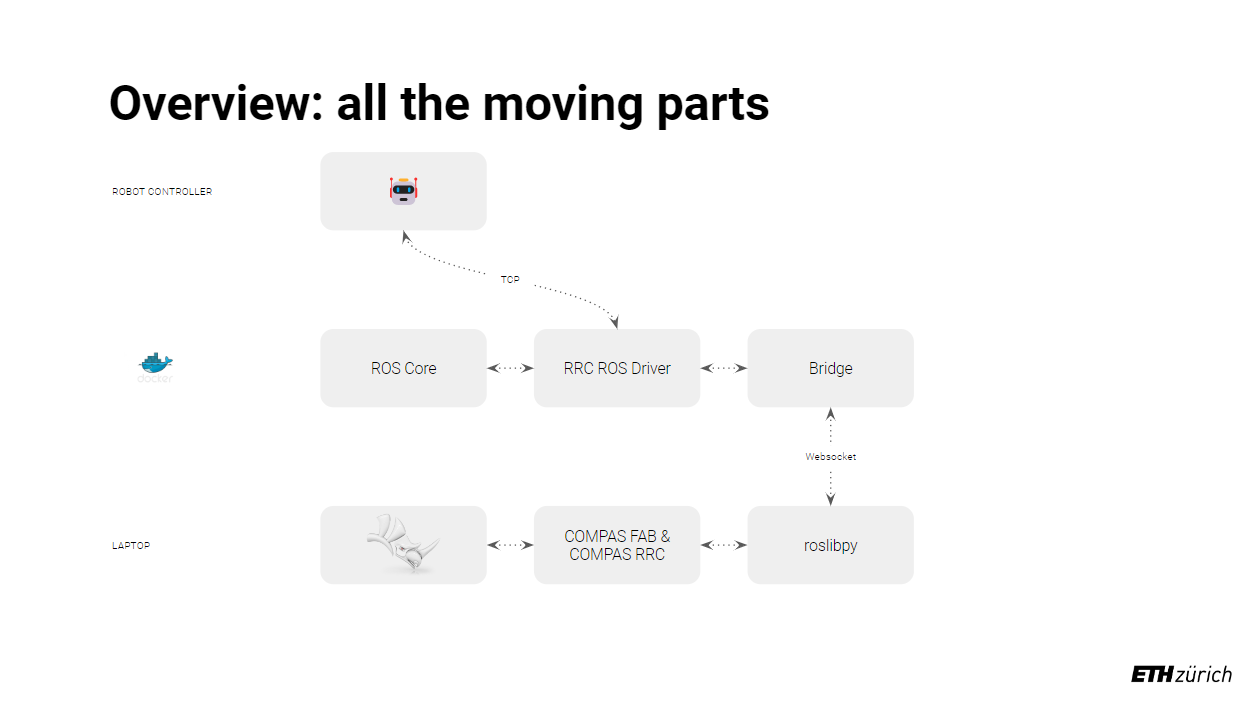 Overview: all the moving parts
ROBOT CONTROLLER
TCP
docker
ROS Core
RRC ROS Driver
Bridge
Websocket
LAPTOP
COMPAS FAB &
COMPAS RRC
roslibpy
ETH zürich